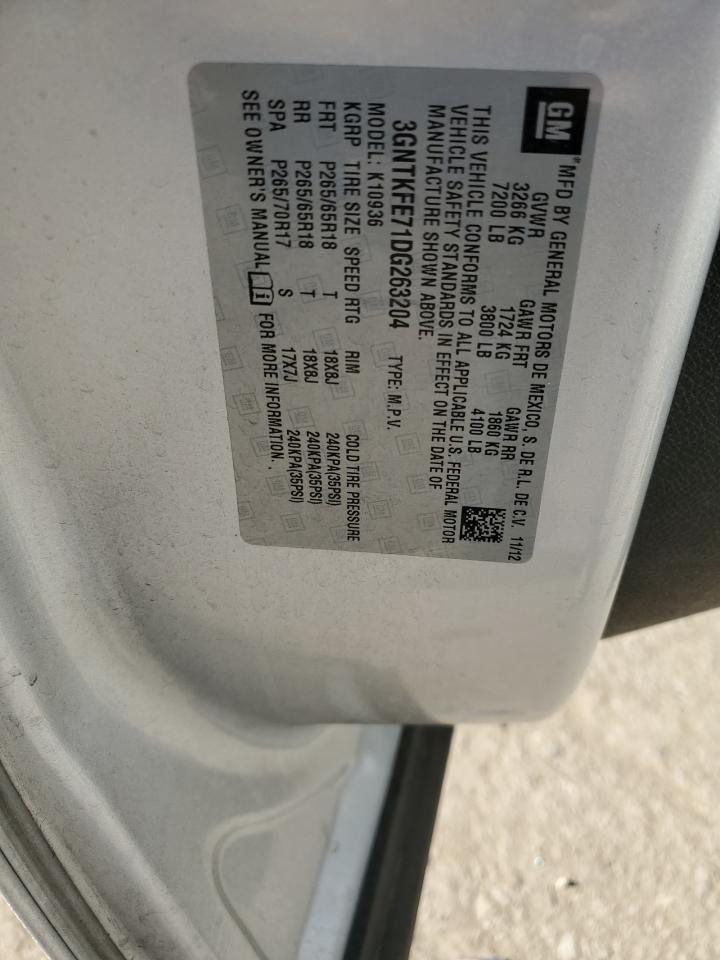 GM
*MFD BY GENERAL MOTORS DE MEXICO, S. DE R.L. DE C.V. 11/12
GVWR GAWR FRT GAWR RR
3266 KG 1724 KG 1860 KG
7200 LB 3800 LB 4100 LB
THIS VEHICLE CONFORMS TO ALL APPLICABLE U.S. FEDERAL MOTOR
VEHICLE SAFETY STANDARDS IN EFFECT ON THE DATE OF
MANUFACTURE SHOWN ABOVE.
3GNTKFE71DG263204 TYPE: M.P.V.
MODEL: K10936
KGRP TIRE SIZE SPEED RTG RIM COLD TIRE PRESSURE
FRT P265/65R18 T 18X8J 240KPA(35PSI)
RR P265/65R18 T 18X8J 240KPA(35PSI)
SPA P265/70R17 S 17X7J 240KPA(35PSI)
SEE OWNER'S MANUAL FOR MORE INFORMATION.